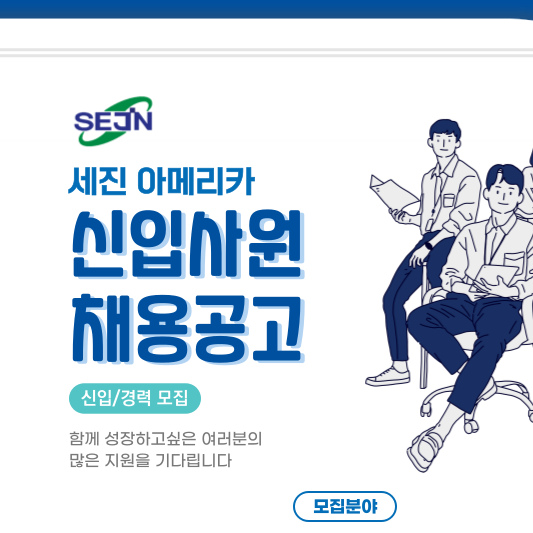 SEJIN
세진 아메리카
신입사원
채용공고
신입/경력 모집
함께 성장하고싶은 여러분의
많은 지원을 기다립니다
모집분야